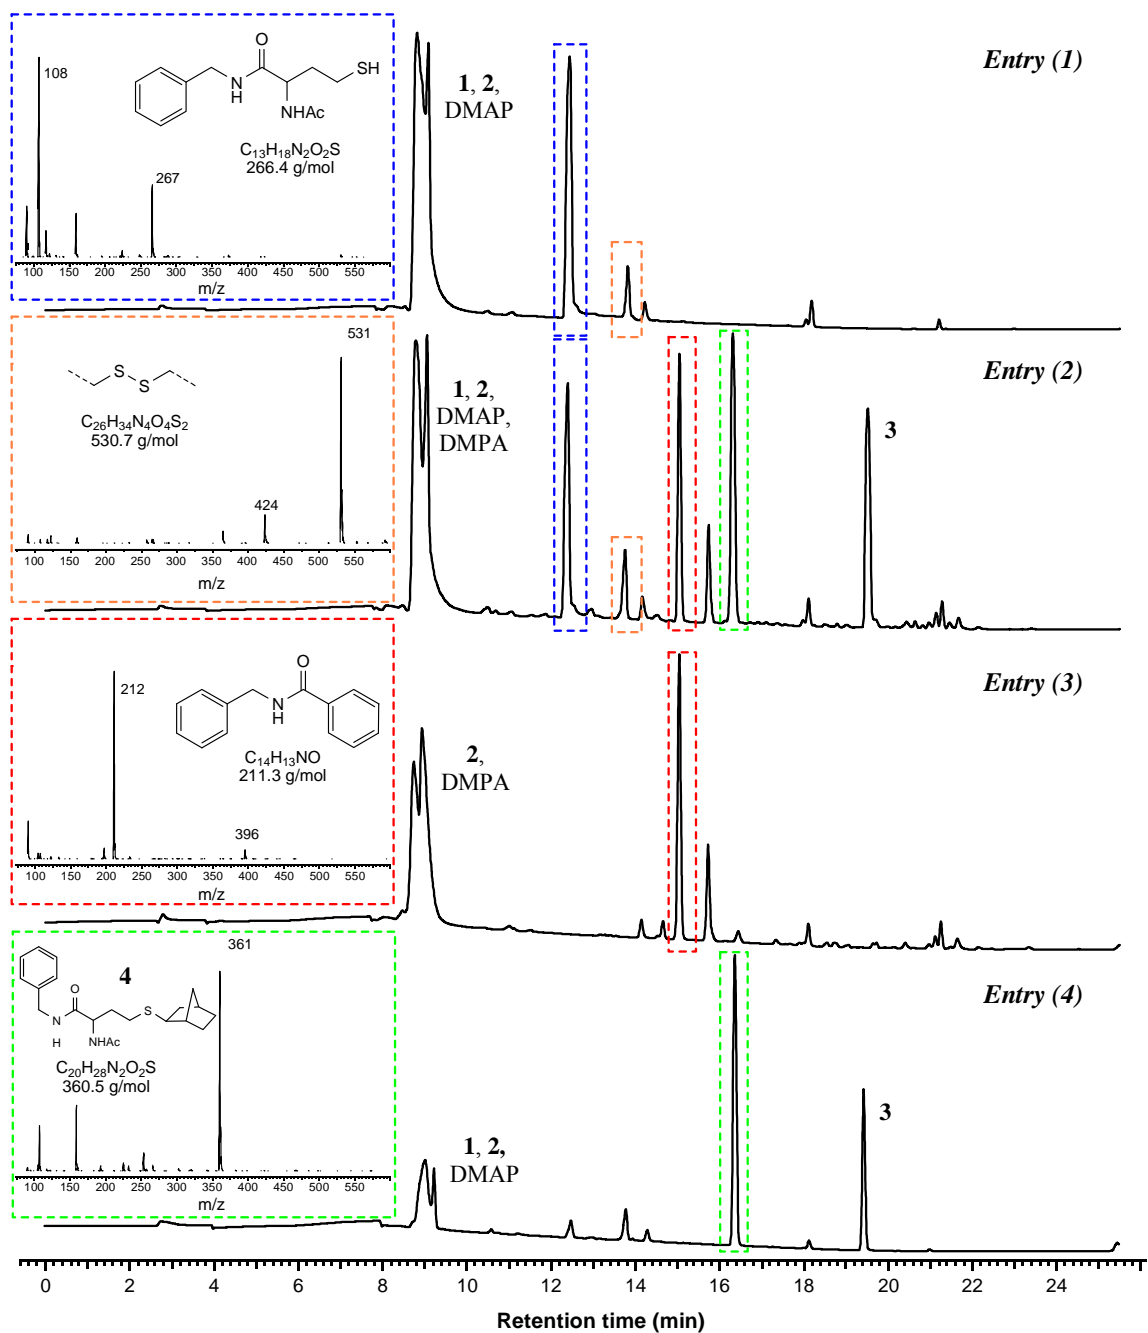 Entry (1)
O
SH
N
H
NHAc
C13H18N2O2S
266.4 g/mol
108
267
100 150 200 250 300 350 400 450 500 550
m/z
1, 2,
DMAP
Entry (2)
S
S
C26H34N4O4S2
530.7 g/mol
531
424
100 150 200 250 300 350 400 450 500 550
m/z
1, 2,
DMAP,
DMPA
3
Entry (3)
O
N
H
C14H13NO
211.3 g/mol
212
396
100 150 200 250 300 350 400 450 500 550
m/z
2,
DMPA
Entry (4)
361
4
O
S
N
H
NHAc
C20H28N2O2S
360.5 g/mol
100 150 200 250 300 350 400 450 500 550
m/z
1, 2,
DMAP
3
0 2 4 6 8 10 12 14 16 18 20 22 24
Retention time (min)